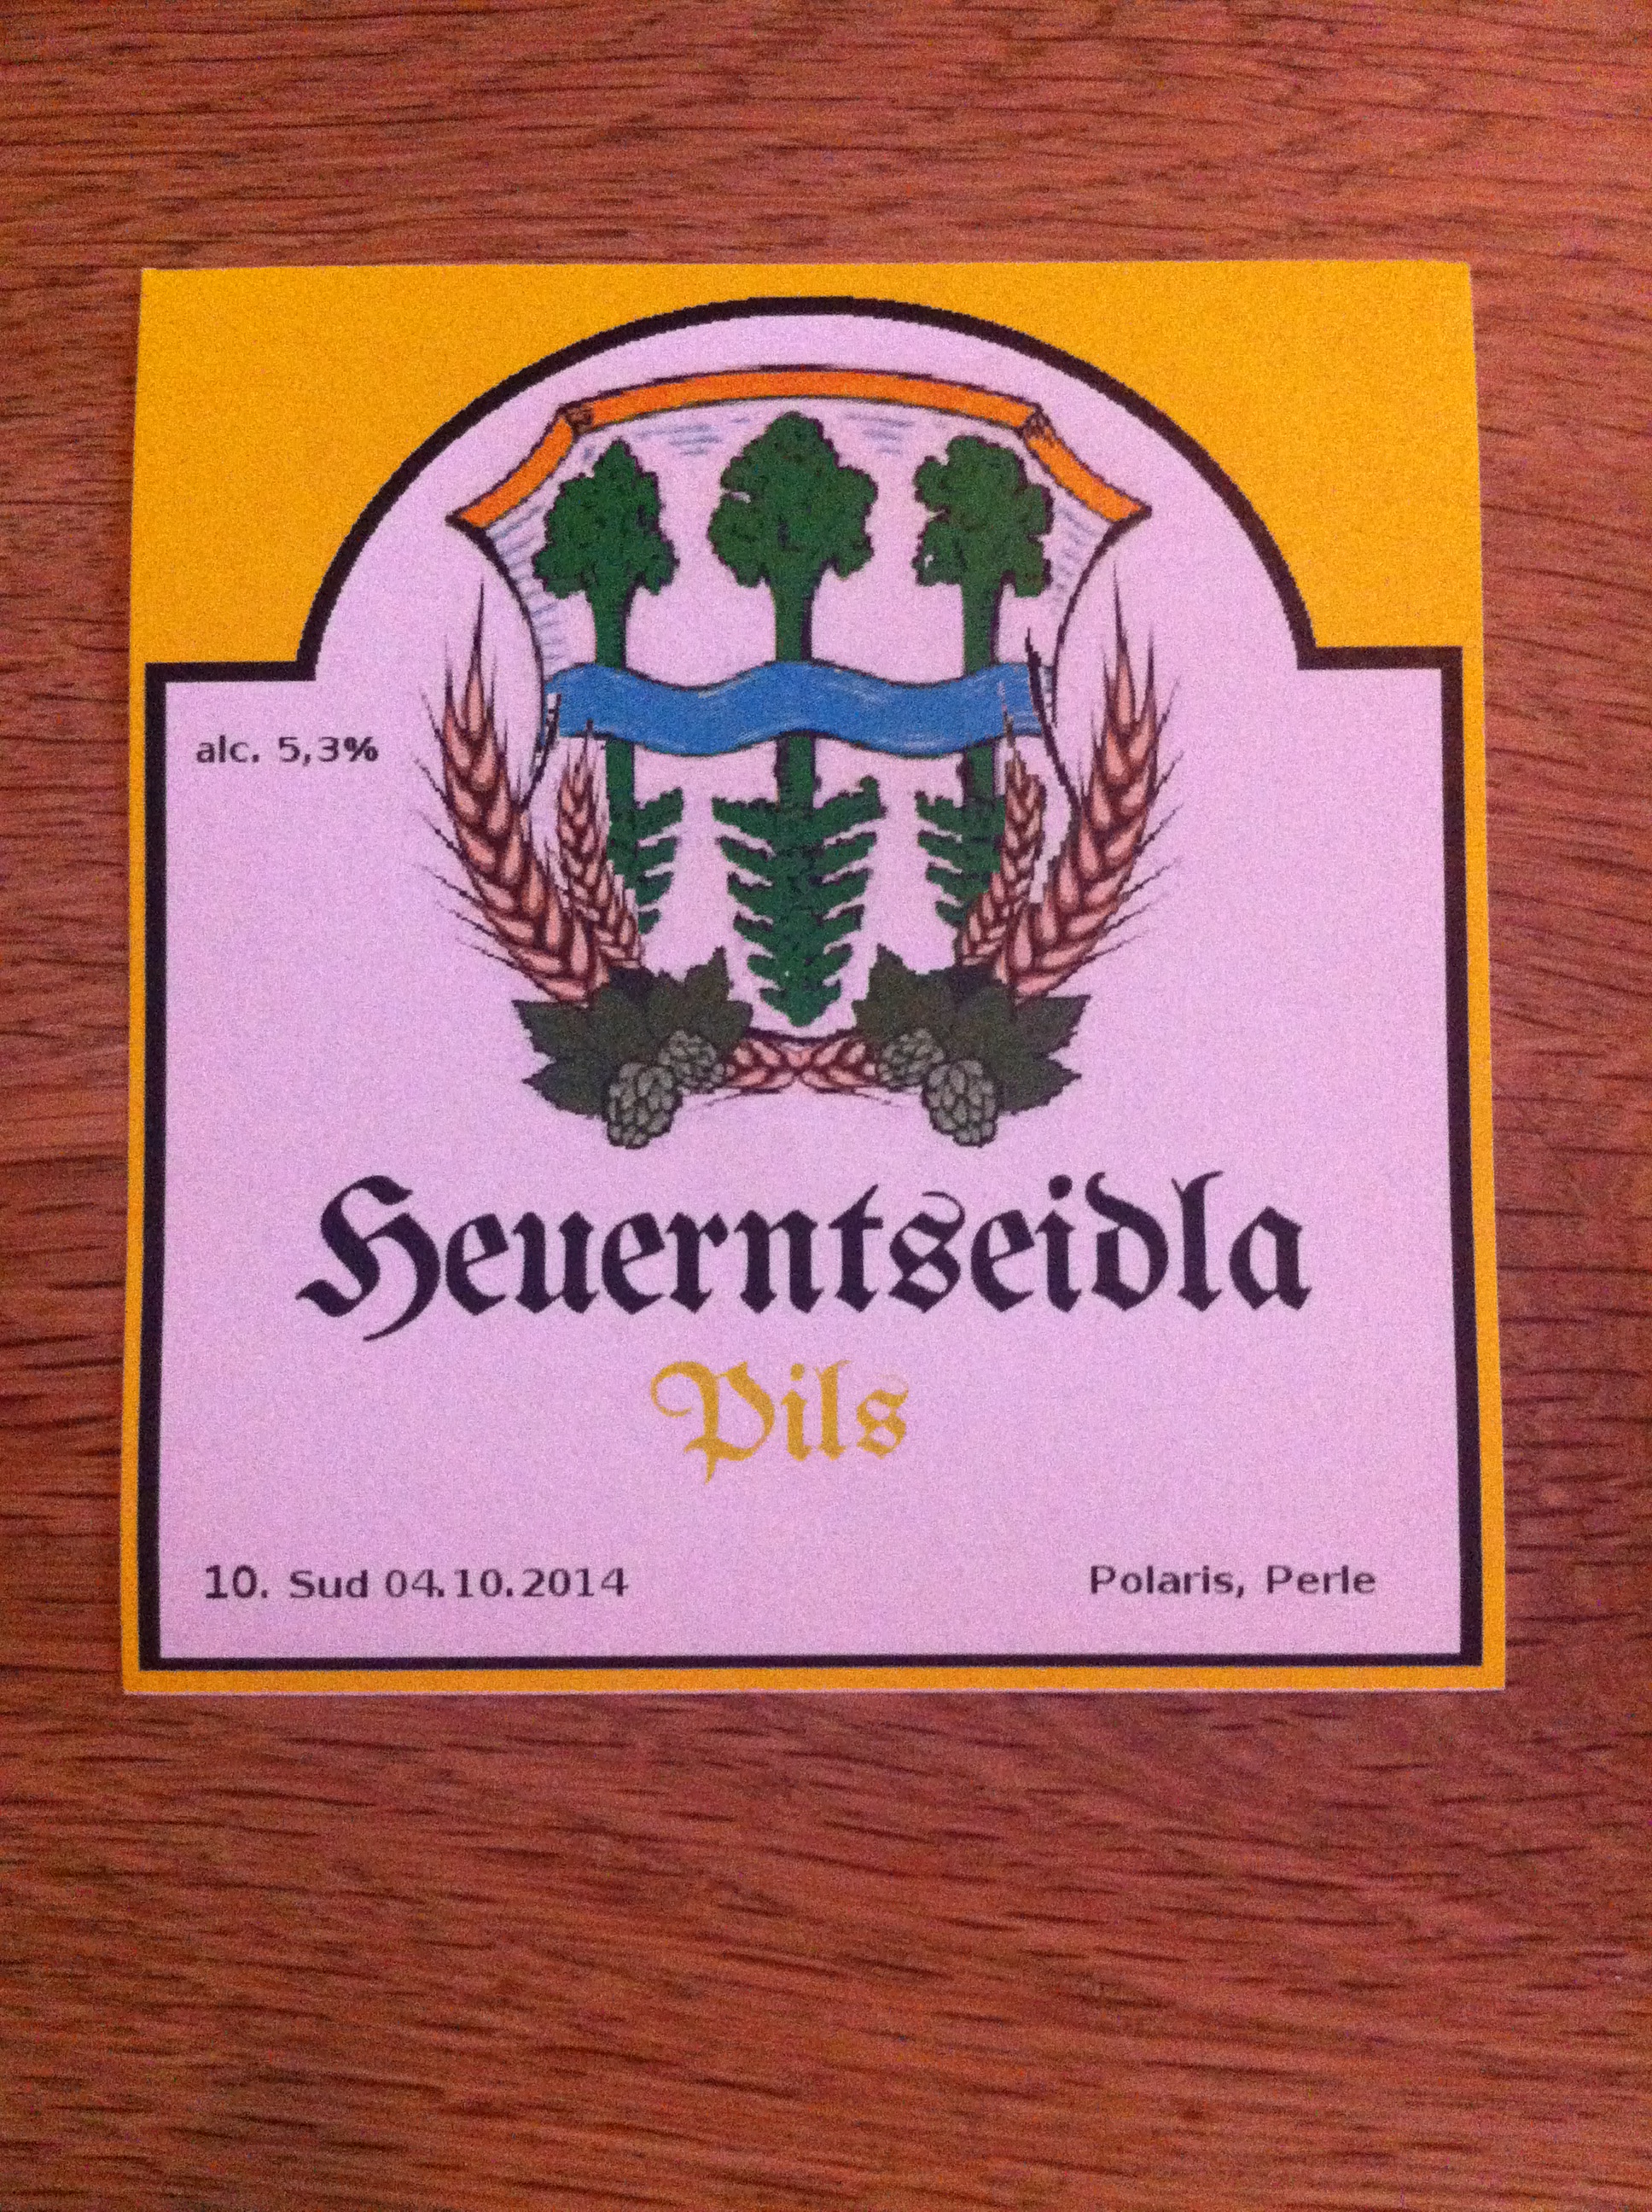 alc. 5,3%
Heuerntseidla
Pils
10. Sud 04.10.2014
Polaris, Perle